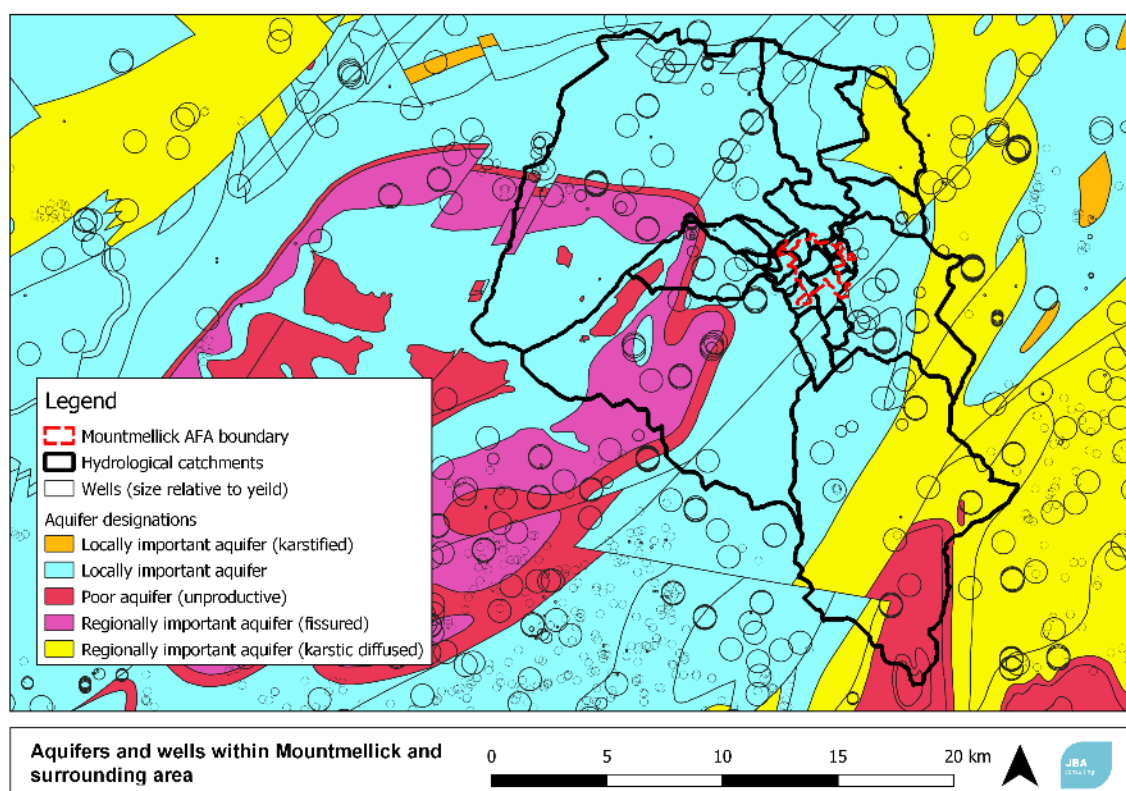 Legend
Mountmellick AFA boundary
Hydrological catchments
Wells (size relative to yeild)
Aquifer designations
Locally important aquifer (karstified)
Locally important aquifer
Poor aquifer (unproductive)
Regionally important aquifer (fissured)
Regionally important aquifer (karstic diffused)
Aquifers and wells within Mountmellick and
surrounding area
0 5 10 15 20 km
JBA
consulting